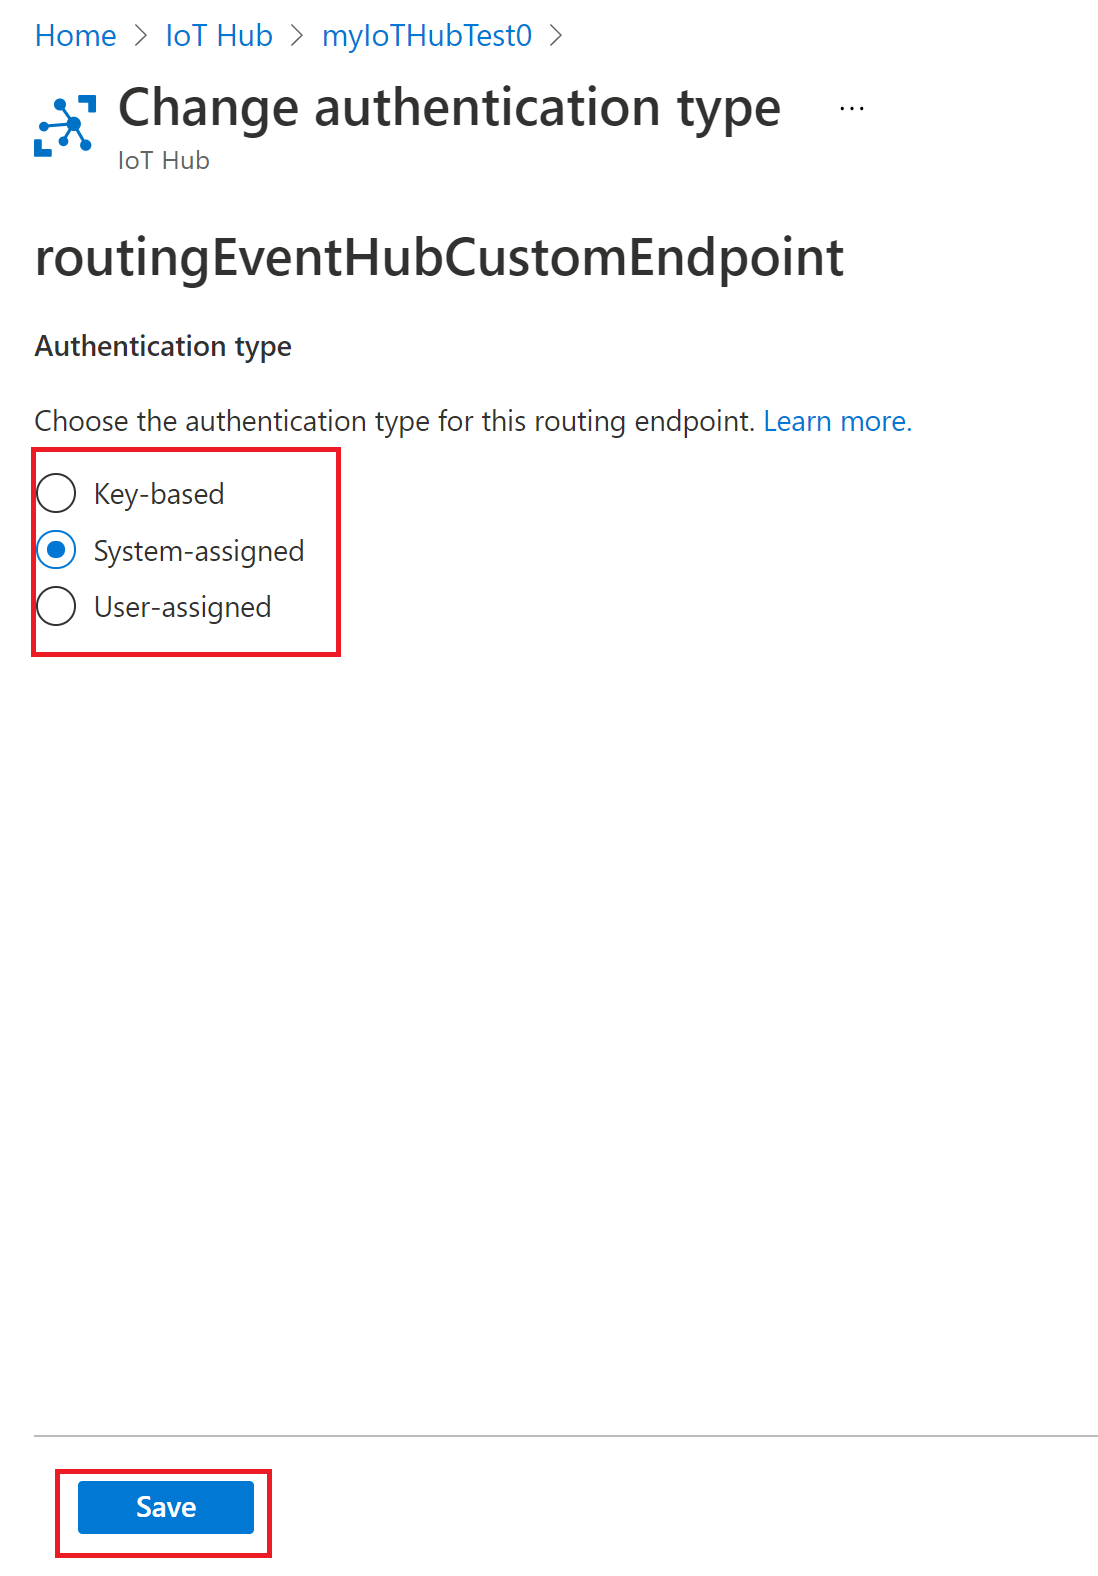 Home > IoT Hub > myIoTHubTest0 >
Change authentication type ...
IoT Hub
routingEventHubCustomEndpoint
Authentication type
Choose the authentication type for this routing endpoint. Learn more.
Key-based
System-assigned
User-assigned
Save